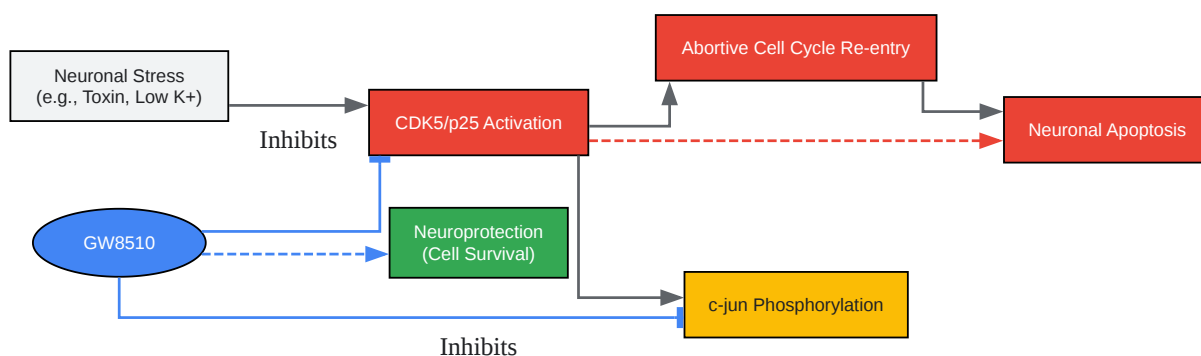 Abortive Cell Cycle Re-entry
Neuronal Stress
(e.g., Toxin, Low K+)
CDK5/p25 Activation
Neuronal Apoptosis
Inhibits
GW8510
Neuroprotection
(Cell Survival)
c-jun Phosphorylation
Inhibits